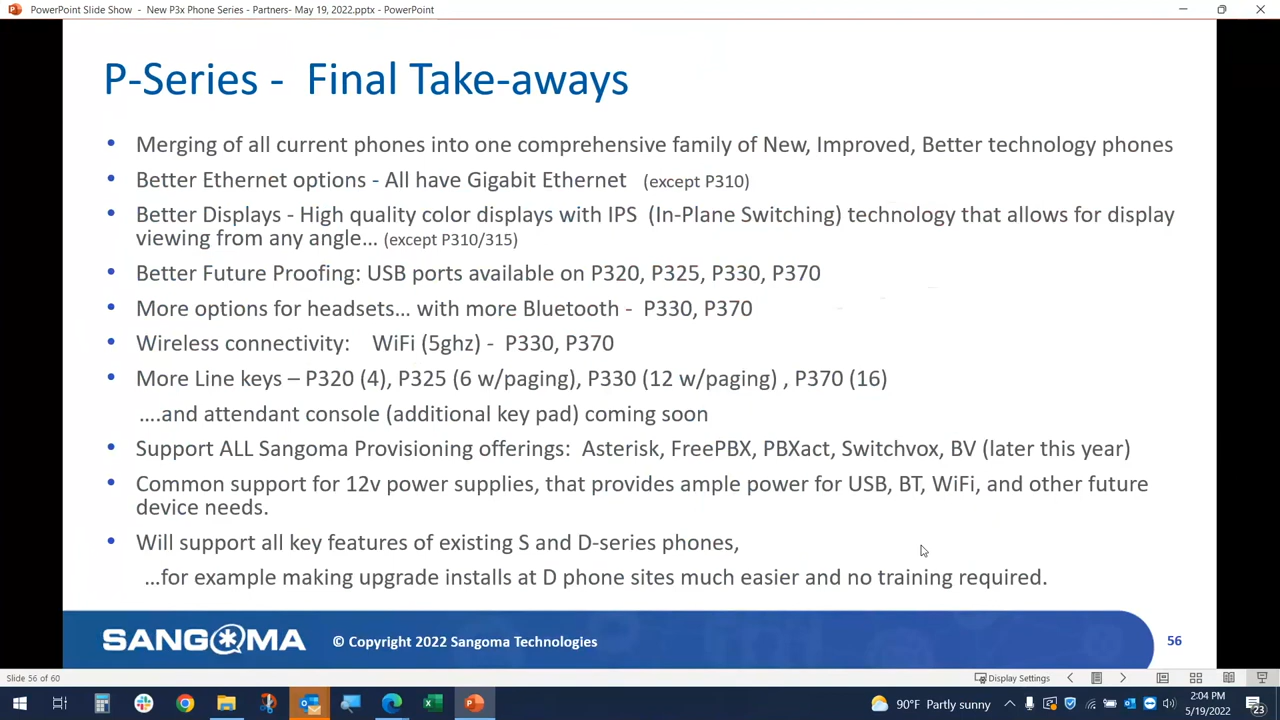 PowerPoint Slide Show - New P3x Phone Series - Partners- May 19, 2022.pptx - PowerPoint
P-Series - Final Take-aways
• Merging of all current phones into one comprehensive family of New, Improved, Better technology phones
• Better Ethernet options - All have Gigabit Ethernet (except P310)
• Better Displays - High quality color displays with IPS (In-Plane Switching) technology that allows for display
viewing from any angle... (except P310/315)
• Better Future Proofing: USB ports available on P320, P325, P330, P370
• More options for headsets... with more Bluetooth - P330, P370
• Wireless connectivity: WiFi (5ghz) - P330, P370
• More Line keys – P320 (4), P325 (6 w/paging), P330 (12 w/paging) , P370 (16)
....and attendant console (additional key pad) coming soon
• Support ALL Sangoma Provisioning offerings: Asterisk, FreePBX, PBXact, Switchvox, BV (later this year)
• Common support for 12v power supplies, that provides ample power for USB, BT, WiFi, and other future
device needs.
• Will support all key features of existing S and D-series phones,
...for example making upgrade installs at D phone sites much easier and no training required.
SANGOMA © Copyright 2022 Sangoma Technologies 56
Slide 56 of 60 Display Settings
90°F Partly sunny 2:04 PM
5/19/2022 23